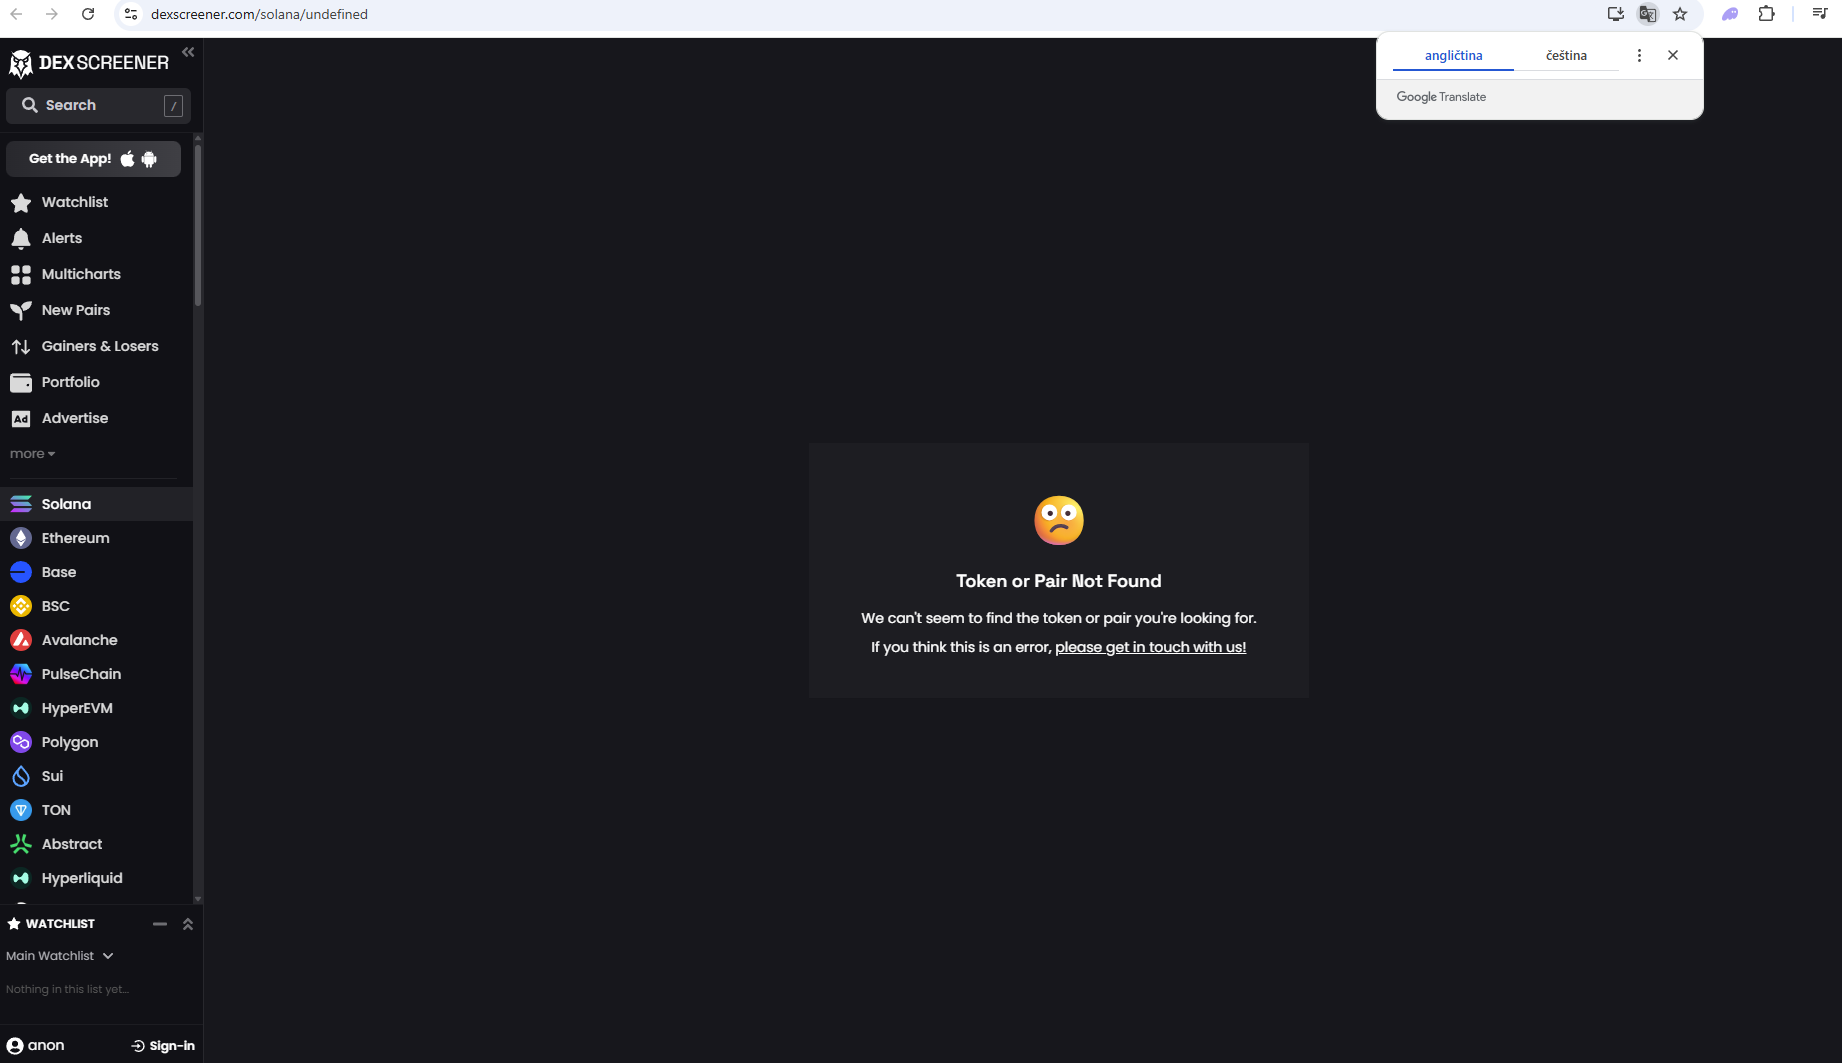 dexscreener.com/solana/undefined
angličtina
čeština
Google Translate
DEX SCREENER
Search
/
Get the App!
Watchlist
Alerts
Multicharts
New Pairs
Gainers & Losers
Portfolio
Ad
Advertise
more
Solana
Ethereum
Base
BSC
Avalanche
PulseChain
HyperEVM
Polygon
Sui
TON
Abstract
Hyperliquid
WATCHLIST
Main Watchlist
Nothing in this list yet...
anon
Sign-in
Token or Pair Not Found
We can't seem to find the token or pair you're looking for.
If you think this is an error, please get in touch with us!